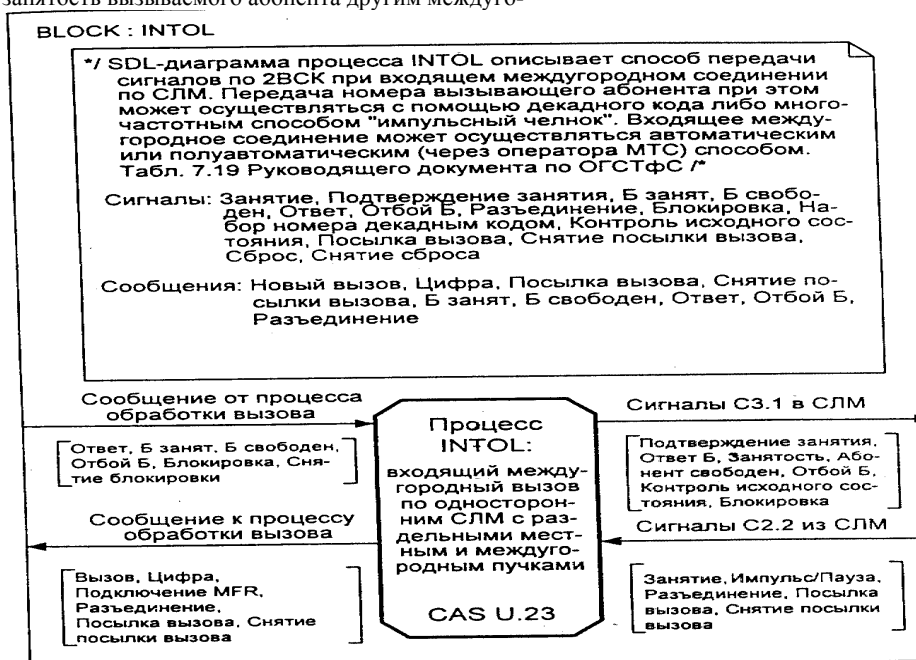 занятость вызываемого абонента другим междуго-
BLOCK : INTOL
*/ SDL-диаграмма процесса INTOL описывает способ передачи
сигналов по 2ВСК при входящем междугородном соединении
по СЛМ. Передача номера вызывающего абонента при этом
может осуществляться с помощью декадного кода либо много-
частотным способом "импульсный челнок". Входящее между-
городное соединение может осуществляться автоматическим
или полуавтоматическим (через оператора МТС) способом.
Табл. 7.19 Руководящего документа по ОГСТфС /*
Сигналы: Занятие, Подтверждение занятия, Б занят, Б свобо-
ден, Ответ, Отбой Б, Разъединение, Блокировка, На-
бор номера декадным кодом, Контроль исходного сос-
тояния, Посылка вызова, Снятие посылки вызова,
Сброс, Снятие сброса
Сообщения: Новый вызов, Цифра, Посылка вызова, Снятие по-
сылки вызова, Б занят, Б свободен, Ответ, Отбой Б,
Разъединение
Сообщение от процесса
обработки вызова
Ответ, Б занят, Б свободен,
Отбой Б, Блокировка, Сня-
тие блокировки
Сообщение к процессу
обработки вызова
Вызов, Цифра,
Подключение MFR,
Разъединение,
Посылка вызова, Снятие
посылки вызова
Процесс
INTOL:
входящий между-
городный вызов
по односторон-
ним СЛМ с раз-
дельными мест-
ным и междуго-
родным пучками
CAS U.23
Сигналы С3.1 в СЛМ
Подтверждение занятия,
Ответ Б, Занятость, Або-
нент свободен, Отбой Б,
Контроль исходного сос-
тояния, Блокировка
Сигналы С2.2 из СЛМ
Занятие, Импульс/Пауза,
Разъединение, Посылка
вызова, Снятие посылки
вызова